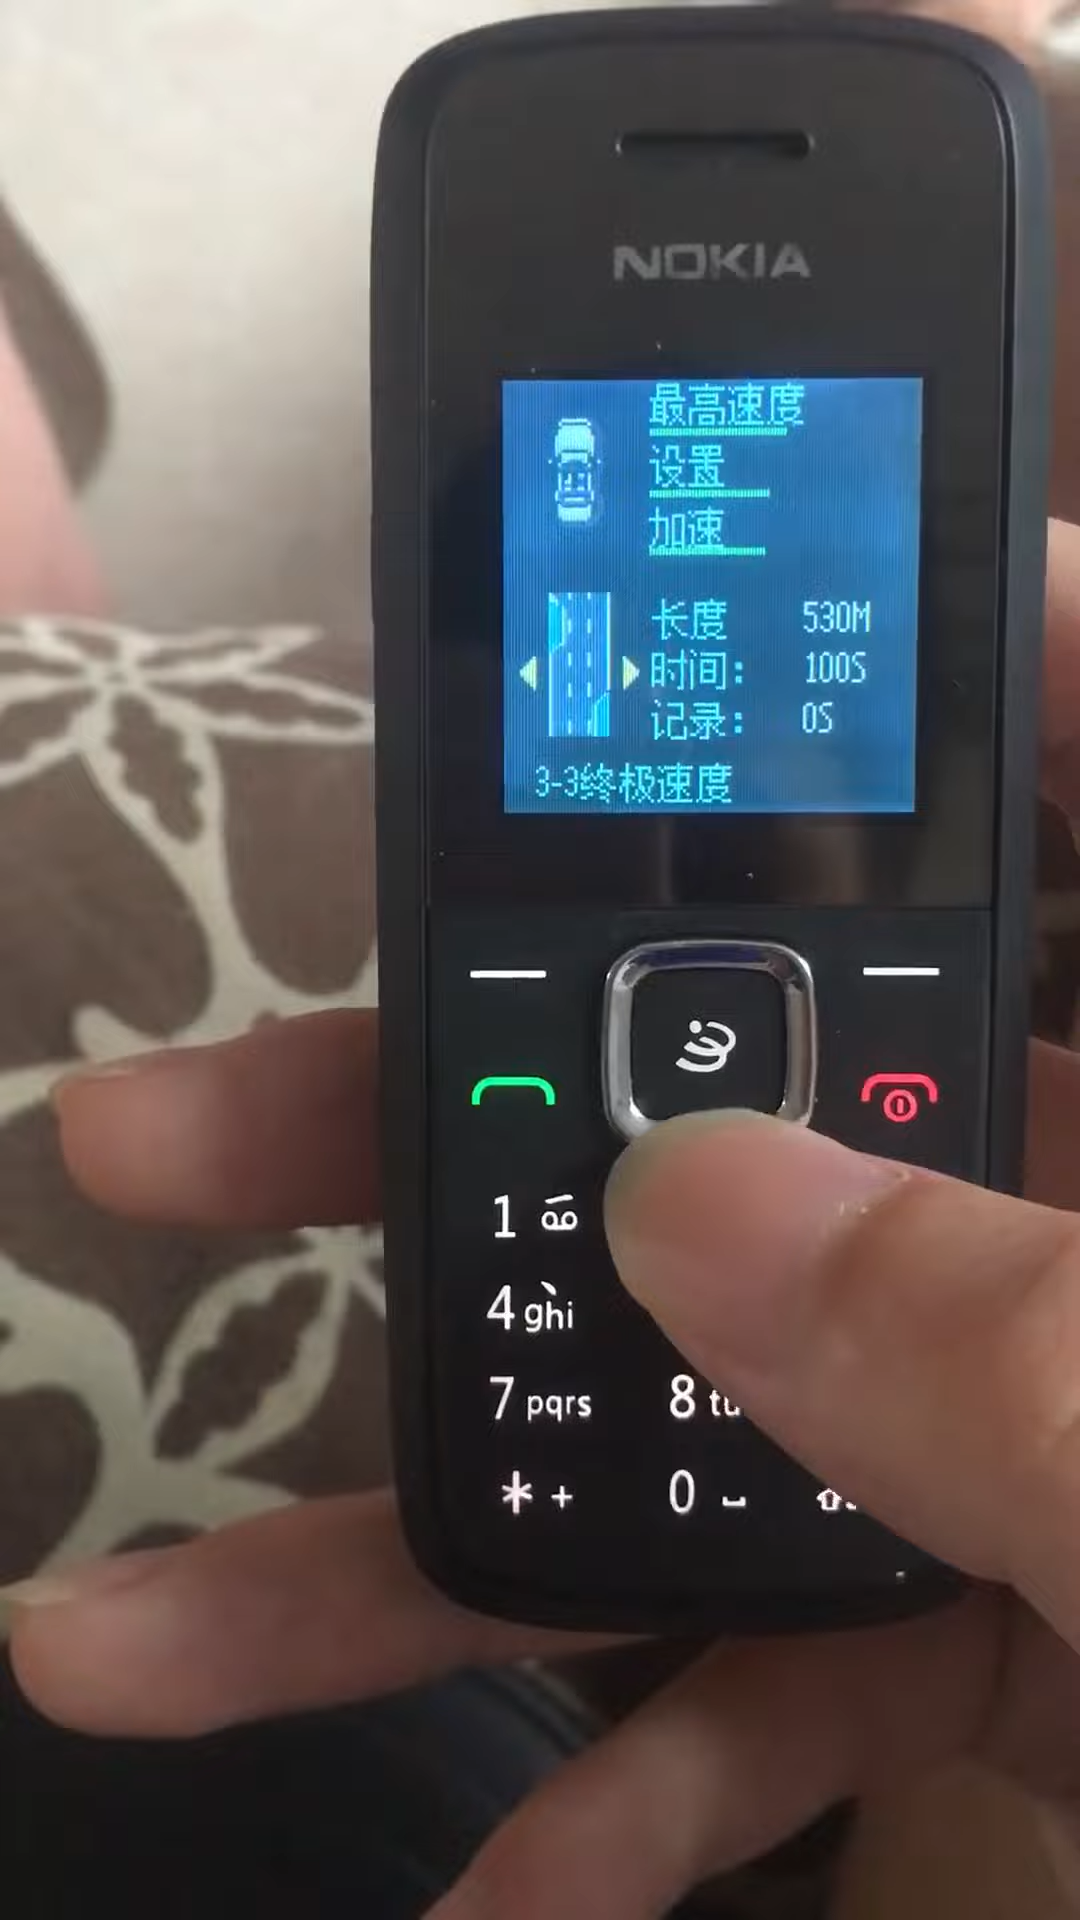 NOKIA
最高速度
设置
加速
长度 530M
时间: 100S
记录: 0S
3-3终极速度
1
4 ghi
7 pqrs 8 tu
* + 0